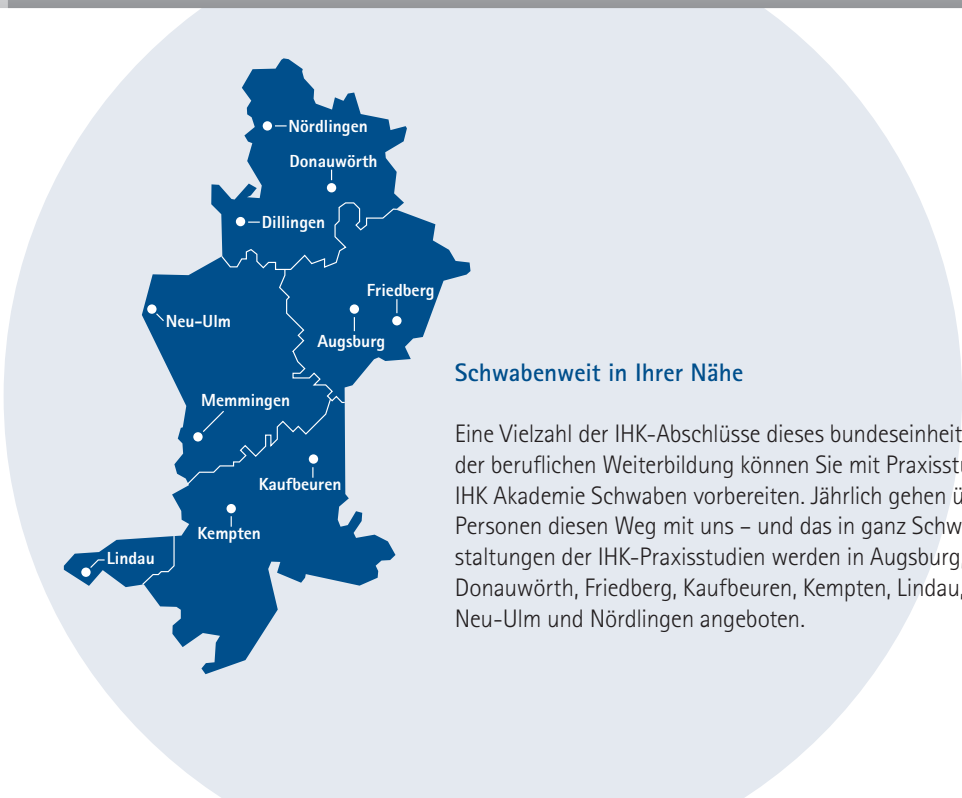 Nördlingen
Donauwörth
Dillingen
Friedberg
Neu-Ulm
Augsburg
Schwabenweit in Ihrer Nähe
Memmingen
Eine Vielzahl der IHK-Abschlüsse dieses bundeseinheit
der beruflichen Weiterbildung können Sie mit Praxisst
IHK Akademie Schwaben vorbereiten. Jährlich gehen
Kaufbeuren
Personen diesen Weg mit uns – und das in ganz Schw
Kempten
staltungen der IHK-Praxisstudien werden in Augsburg,
Lindau
Donauwörth, Friedberg, Kaufbeuren, Kempten, Lindau,
Neu-Ulm und Nördlingen angeboten.